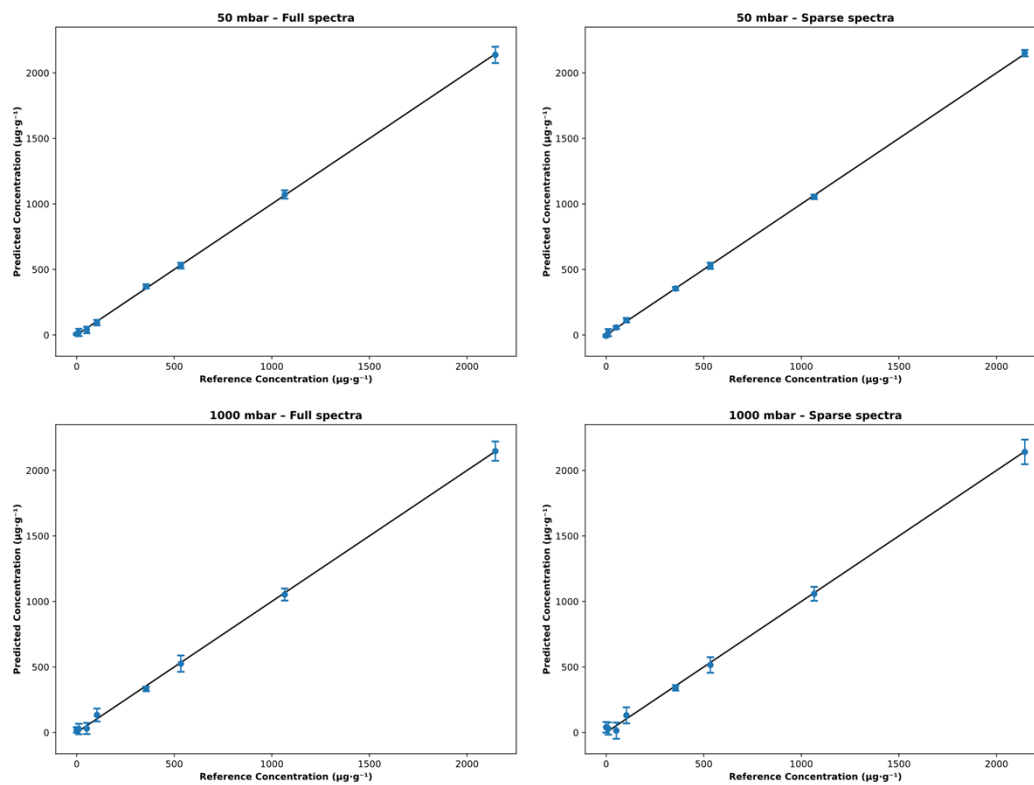 50 mbar – Full spectra
Predicted Concentration (µg·g⁻¹)
2000
1500
1000
500
0
0 500 1000 1500 2000
Reference Concentration (µg·g⁻¹)
50 mbar – Sparse spectra
Predicted Concentration (µg·g⁻¹)
2000
1500
1000
500
0
0 500 1000 1500 2000
Reference Concentration (µg·g⁻¹)
1000 mbar – Full spectra
Predicted Concentration (µg·g⁻¹)
2000
1500
1000
500
0
0 500 1000 1500 2000
Reference Concentration (µg·g⁻¹)
1000 mbar – Sparse spectra
Predicted Concentration (µg·g⁻¹)
2000
1500
1000
500
0
0 500 1000 1500 2000
Reference Concentration (µg·g⁻¹)